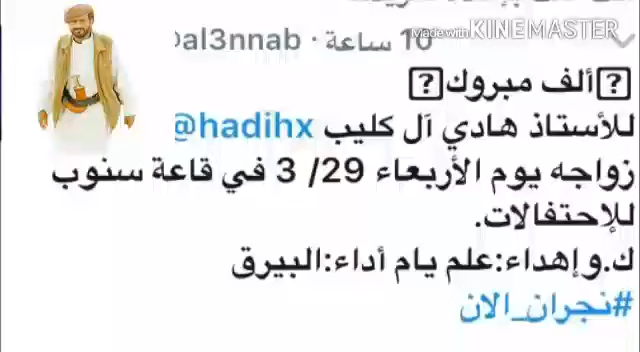 Made with KINEMASTER
al3nnab · 10 ساعة
ألف مبروك
للأستاذ هادي آل كليب @hadihx
زواجه يوم الأربعاء 29/ 3 في قاعة سنوب
للإحتفالات.
ك.وإهداء:علم يام أداء:البيرق
#نجران_الان